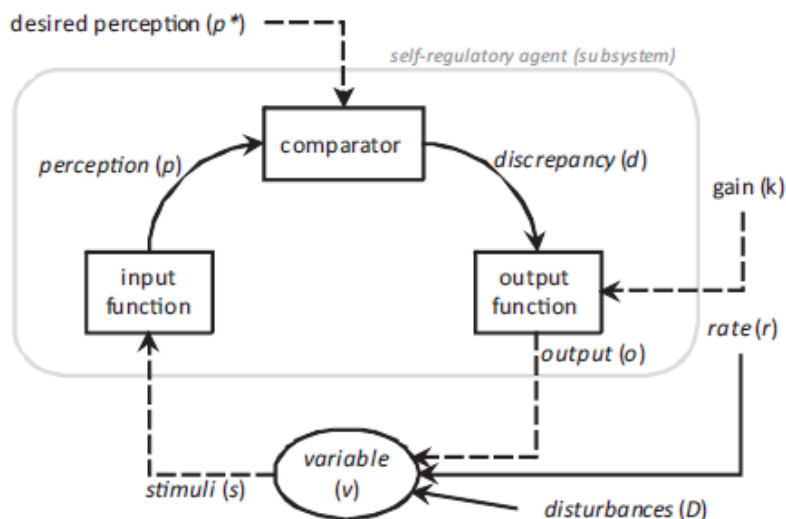 desired perception (p*)
self-regulatory agent (subsystem)
comparator
perception (p)
discrepancy (d)
gain (k)
input
function
output
function
rate (r)
output (o)
variable
(v)
stimuli (s)
disturbances (D)